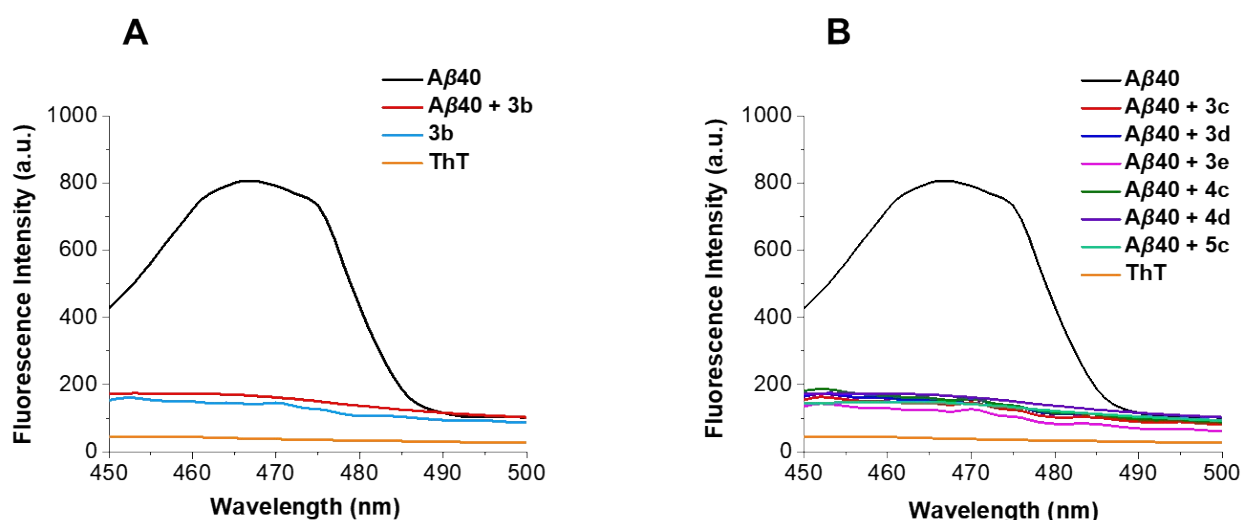 A
Aβ40
Aβ40 + 3b
3b
ThT
Fluorescence Intensity (a.u.)
1000
800
600
400
200
0
450 460 470 480 490 500
Wavelength (nm)
B
Aβ40
Aβ40 + 3c
Aβ40 + 3d
Aβ40 + 3e
Aβ40 + 4c
Aβ40 + 4d
Aβ40 + 5c
ThT
Fluorescence Intensity (a.u.)
1000
800
600
400
200
0
450 460 470 480 490 500
Wavelength (nm)